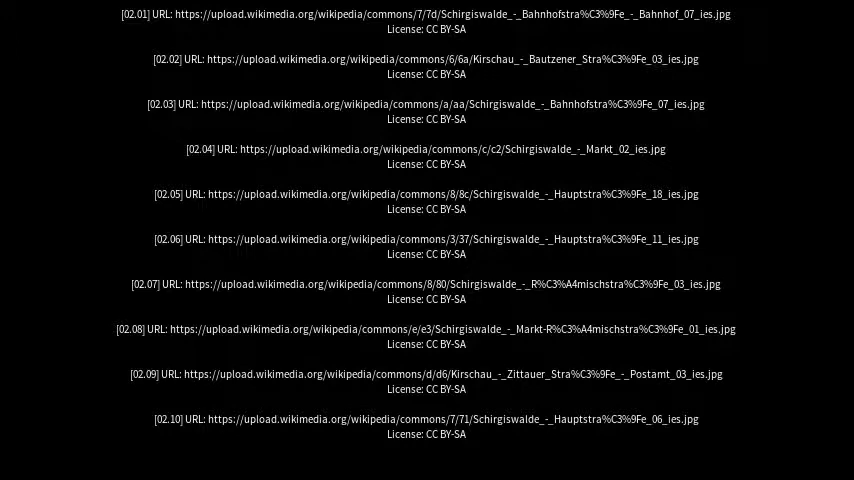 [02.01] URL: https://upload.wikimedia.org/wikipedia/commons/7/7d/Schirgiswalde_-_Bahnhofstra%C3%9Fe_-_Bahnhof_07_ies.jpg
License: CC BY-SA
[02.02] URL: https://upload.wikimedia.org/wikipedia/commons/6/6a/Kirschau_-_Bautzener_Stra%C3%9Fe_03_ies.jpg
License: CC BY-SA
[02.03] URL: https://upload.wikimedia.org/wikipedia/commons/a/aa/Schirgiswalde_-_Bahnhofstra%C3%9Fe_07_ies.jpg
License: CC BY-SA
[02.04] URL: https://upload.wikimedia.org/wikipedia/commons/c/c2/Schirgiswalde_-_Markt_02_ies.jpg
License: CC BY-SA
[02.05] URL: https://upload.wikimedia.org/wikipedia/commons/8/8c/Schirgiswalde_-_Hauptstra%C3%9Fe_18_ies.jpg
License: CC BY-SA
[02.06] URL: https://upload.wikimedia.org/wikipedia/commons/3/37/Schirgiswalde_-_Hauptstra%C3%9Fe_11_ies.jpg
License: CC BY-SA
[02.07] URL: https://upload.wikimedia.org/wikipedia/commons/8/80/Schirgiswalde_-_R%C3%A4mischstra%C3%9Fe_03_ies.jpg
License: CC BY-SA
[02.08] URL: https://upload.wikimedia.org/wikipedia/commons/e/e3/Schirgiswalde_-_Markt-R%C3%A4mischstra%C3%9Fe_01_ies.jpg
License: CC BY-SA
[02.09] URL: https://upload.wikimedia.org/wikipedia/commons/d/d6/Kirschau_-_Zittauer_Stra%C3%9Fe_-_Postamt_03_ies.jpg
License: CC BY-SA
[02.10] URL: https://upload.wikimedia.org/wikipedia/commons/7/71/Schirgiswalde_-_Hauptstra%C3%9Fe_06_ies.jpg
License: CC BY-SA